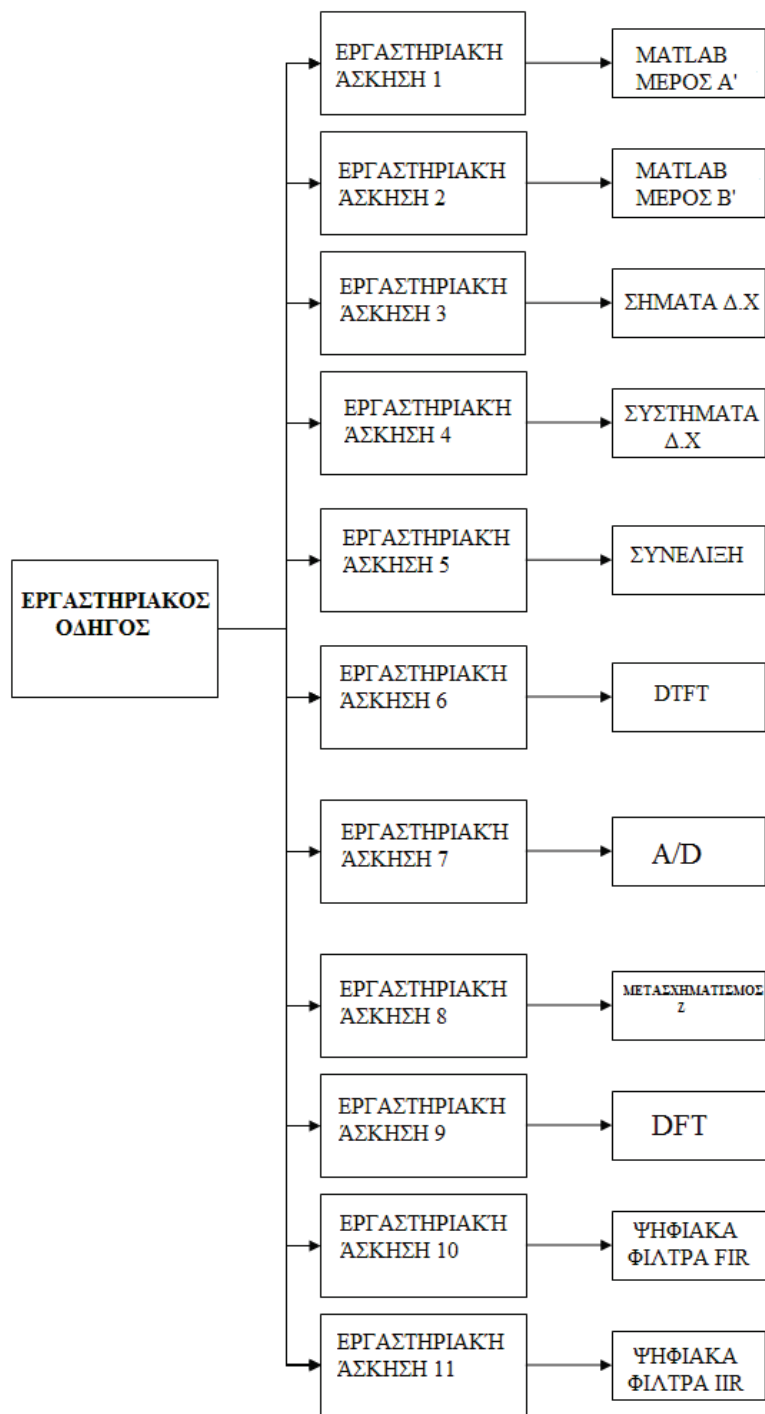 ΕΡΓΑΣΤΗΡΙΑΚΉ
ΆΣΚΗΣΗ 1
MATLAB
ΜΕΡΟΣ Α'
ΕΡΓΑΣΤΗΡΙΑΚΉ
ΆΣΚΗΣΗ 2
MATLAB
ΜΕΡΟΣ Β'
ΕΡΓΑΣΤΗΡΙΑΚΉ
ΆΣΚΗΣΗ 3
ΣΗΜΑΤΑ Δ.Χ
ΕΡΓΑΣΤΗΡΙΑΚΉ
ΆΣΚΗΣΗ 4
ΣΥΣΤΗΜΑΤΑ
Δ.Χ
ΕΡΓΑΣΤΗΡΙΑΚΉ
ΆΣΚΗΣΗ 5
ΣΥΝΕΛΙΞΗ
ΕΡΓΑΣΤΗΡΙΑΚΟΣ
ΟΔΗΓΟΣ
ΕΡΓΑΣΤΗΡΙΑΚΉ
ΆΣΚΗΣΗ 6
DTFT
ΕΡΓΑΣΤΗΡΙΑΚΉ
ΆΣΚΗΣΗ 7
A/D
ΕΡΓΑΣΤΗΡΙΑΚΉ
ΆΣΚΗΣΗ 8
ΜΕΤΑΣΧΗΜΑΤΙΣΜΟΣ
Z
ΕΡΓΑΣΤΗΡΙΑΚΉ
ΆΣΚΗΣΗ 9
DFT
ΕΡΓΑΣΤΗΡΙΑΚΉ
ΆΣΚΗΣΗ 10
ΨΗΦΙΑΚΑ
ΦΙΛΤΡΑ FIR
ΕΡΓΑΣΤΗΡΙΑΚΉ
ΆΣΚΗΣΗ 11
ΨΗΦΙΑΚΑ
ΦΙΛΤΡΑ IIR